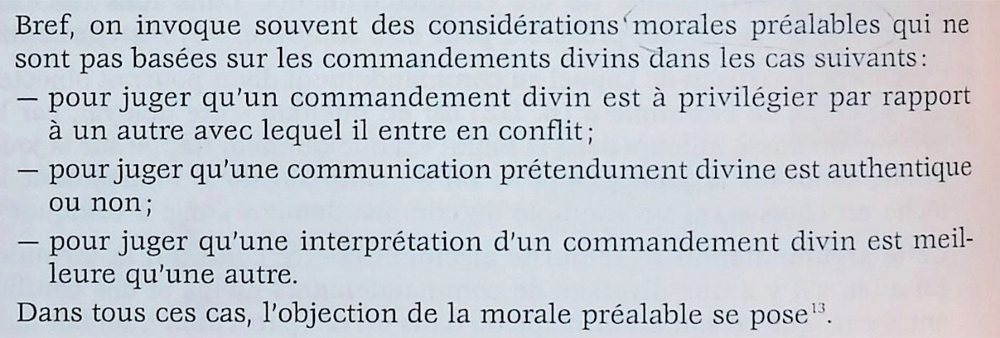 Bref, on invoque souvent des considérations morales préalables qui ne
sont pas basées sur les commandements divins dans les cas suivants :
— pour juger qu'un commandement divin est à privilégier par rapport
à un autre avec lequel il entre en conflit ;
— pour juger qu'une communication prétendument divine est authentique
ou non ;
— pour juger qu'une interprétation d'un commandement divin est meil-
leure qu'une autre.
Dans tous ces cas, l'objection de la morale préalable se pose¹³.